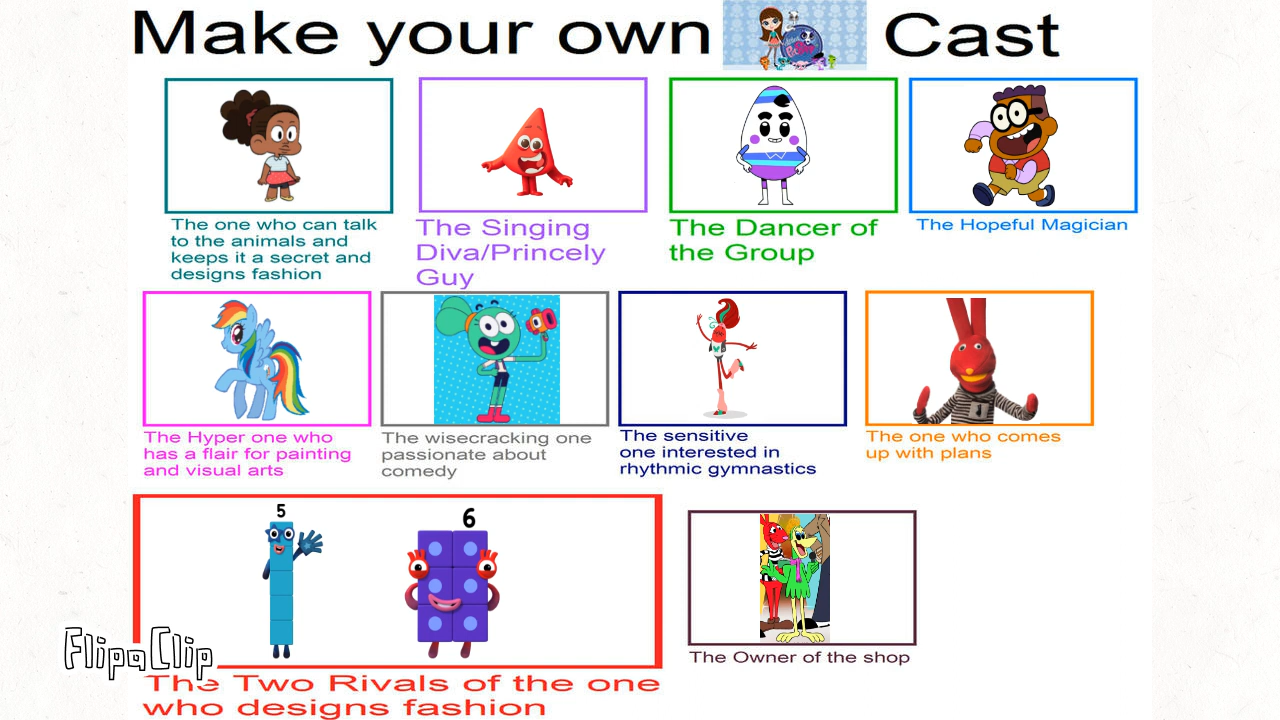 Make your own Cast
The one who can talk
to the animals and
keeps it a secret and
designs fashion
The Singing
Diva/Princely
Guy
The Dancer of
the Group
The Hopeful Magician
The Hyper one who
has a flair for painting
and visual arts
The wisecracking one
passionate about
comedy
The sensitive
one interested in
rhythmic gymnastics
The one who comes
up with plans
J
5
6
FlipaClip
The Two Rivals of the one
who designs fashion
The Owner of the shop